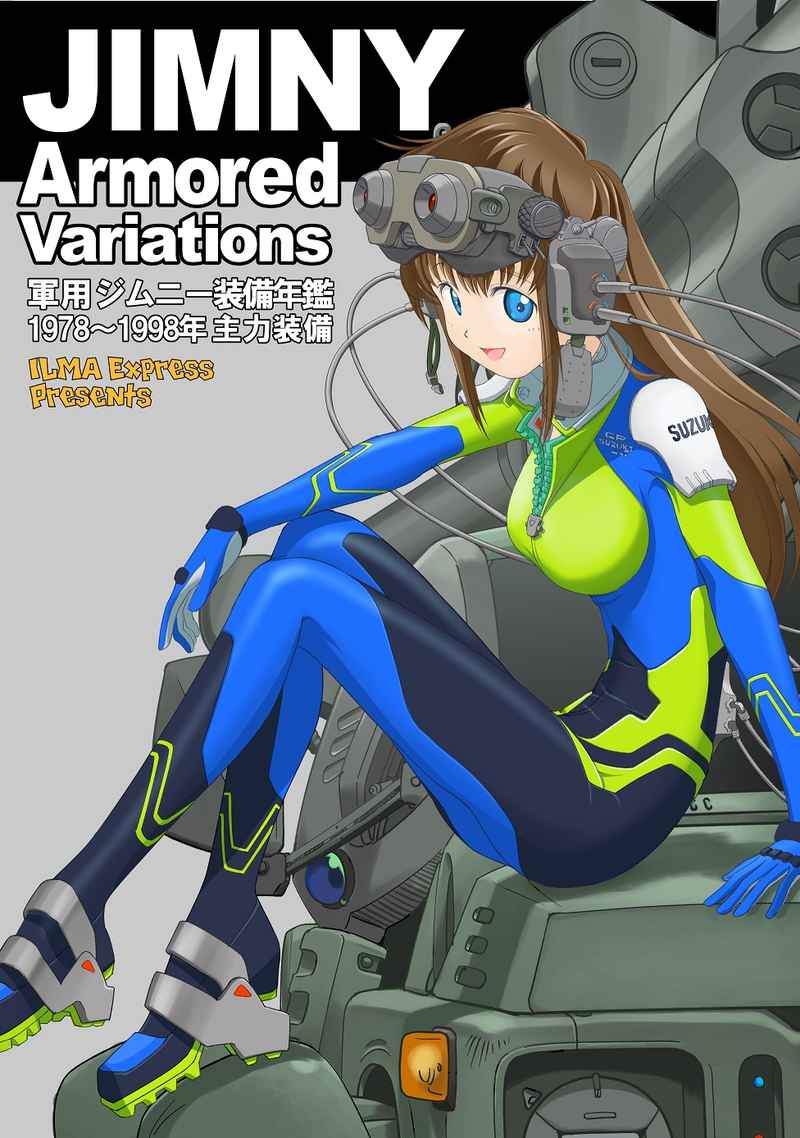 JIMNY
Armored
Variations
軍用ジムニー装備年鑑
1978〜1998年 主力装備
ILMA Express
Presents
SUZUKI